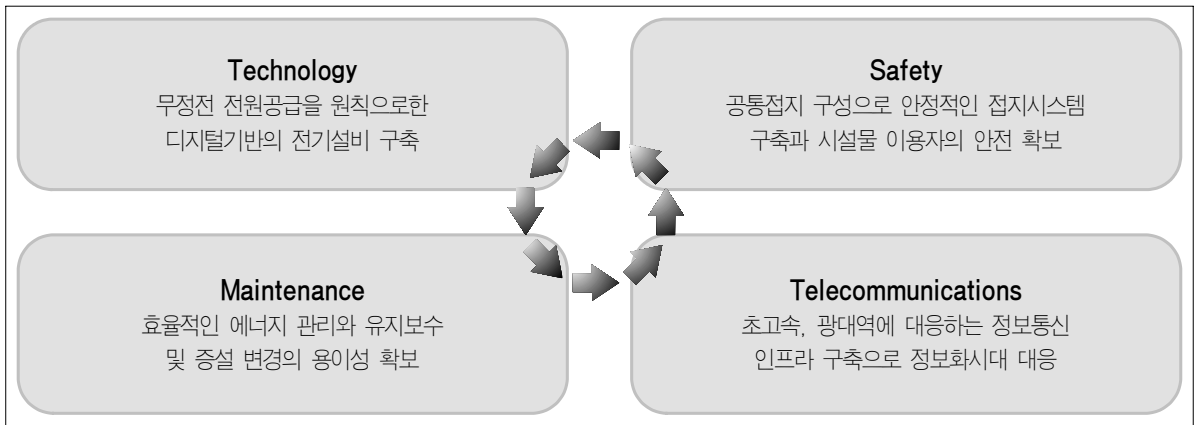 Technology
무정전 전원공급을 원칙으로한
디지털기반의 전기설비 구축
Safety
공통접지 구성으로 안정적인 접지시스템
구축과 시설물 이용자의 안전 확보
Maintenance
효율적인 에너지 관리와 유지보수
및 증설 변경의 용이성 확보
Telecommunications
초고속, 광대역에 대응하는 정보통신
인프라 구축으로 정보화시대 대응